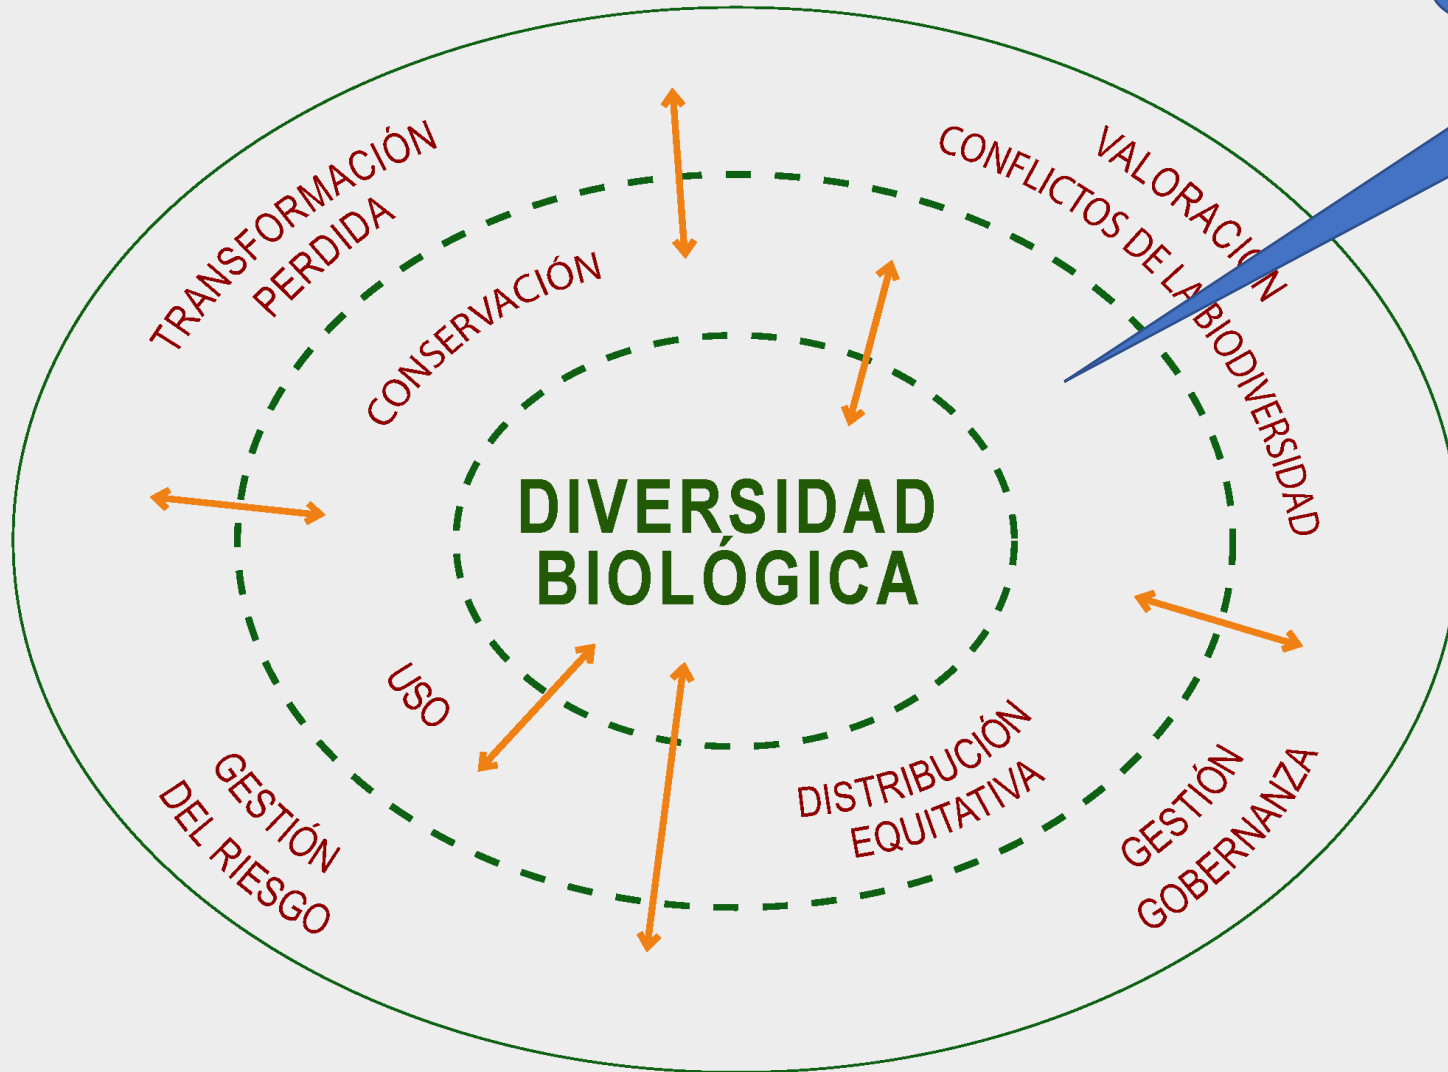 TRANSFORMACIÓN
PERDIDA
VALORACIÓN
CONFLICTOS DE LA BIODIVERSIDAD
CONSERVACIÓN
DIVERSIDAD
BIOLÓGICA
USO
DISTRIBUCIÓN
EQUITATIVA
GESTIÓN
DEL RIESGO
GESTIÓN
GOBERNANZA